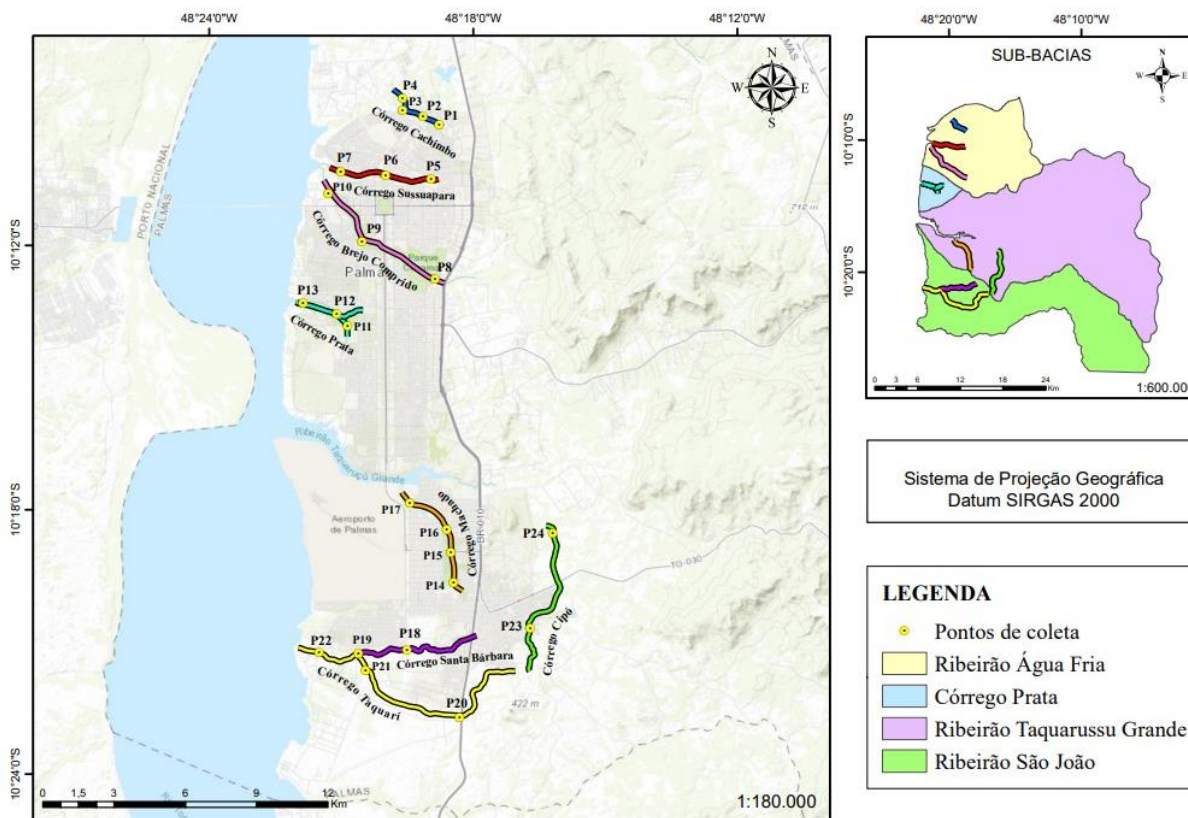 48°24'0"W
48°18'0"W
48°12'0"W
10°12'0"S
10°18'0"S
10°24'0"S
N
W
E
S
PALMAS
PORTO NACIONAL
PALMAS
P4
P3
P2
P1
Córrego Cachimbo
P7
P6
P5
Córrego Sussuapara
P10
P9
P8
Córrego Brejo Comprido
Parque
Palmas
712 m
P13
P12
P11
Córrego Prata
Ribeirão Taquaruçú Grande
Aeroporto
de Palmas
P17
P16
P15
P14
Córrego Machado
BR-010
TO-030
P24
P23
Córrego Cipó
P22
P19
P18
Córrego Santa Bárbara
P21
Córrego Taquarí
P20
422 m
PALMAS
0 1,5 3 6 9 12
Km
1:180.000
48°20'0"W
48°10'0"W
10°10'0"S
10°20'0"S
SUB-BACIAS
N
W
E
S
0 3 6 12 18 24
Km
1:600.00
Sistema de Projeção Geográfica
Datum SIRGAS 2000
LEGENDA
Pontos de coleta
Ribeirão Água Fria
Córrego Prata
Ribeirão Taquarussu Grande
Ribeirão São João